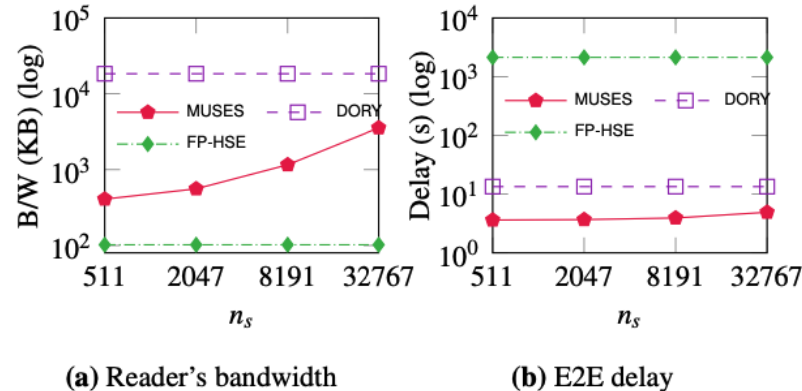 B/W (KB) (log)
10^5
10^4
10^3
10^2
MUSES
DORY
FP-HSE
511
2047
8191
32767
n_s
(a) Reader's bandwidth
Delay (s) (log)
10^4
10^3
10^2
10^1
10^0
MUSES
DORY
FP-HSE
511
2047
8191
32767
n_s
(b) E2E delay